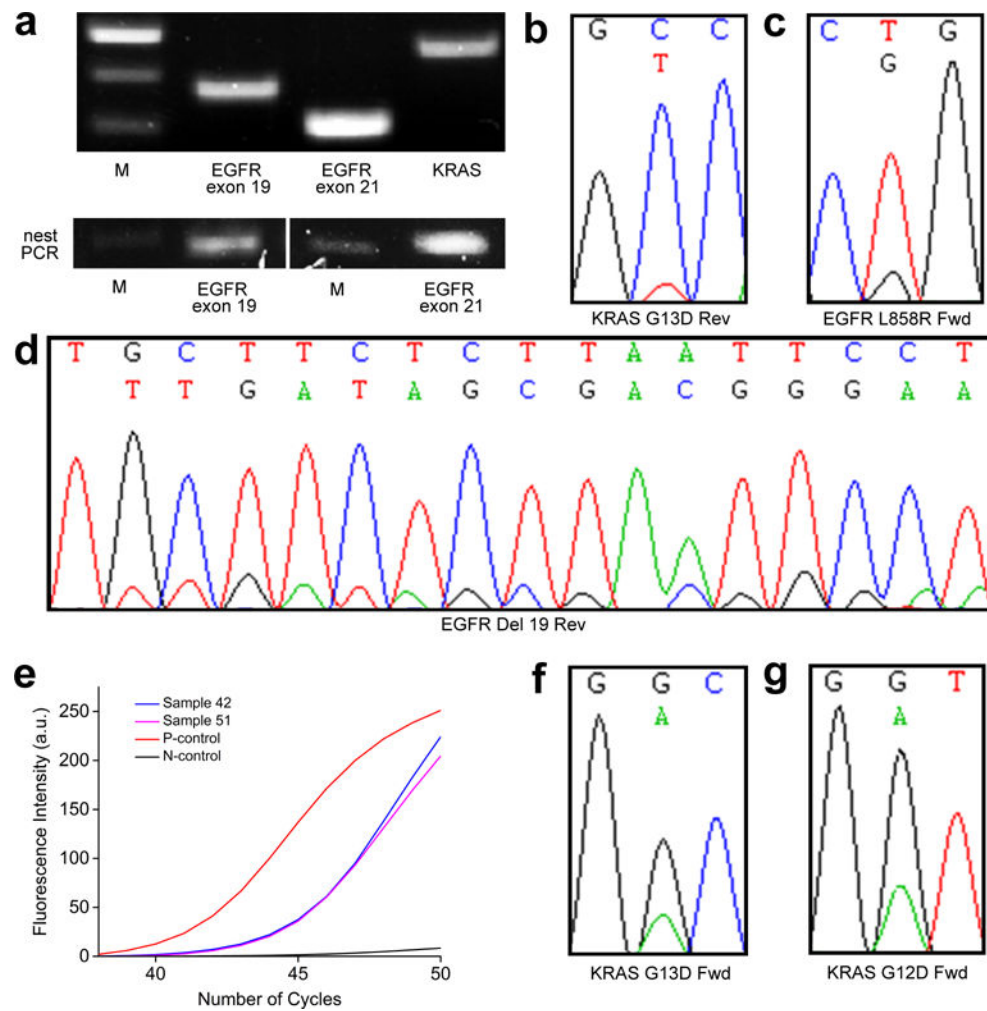 a
M
EGFR
exon 19
EGFR
exon 21
KRAS
nest
PCR
M
EGFR
exon 19
M
EGFR
exon 21
b
G C C
T
KRAS G13D Rev
c
C T G
G
EGFR L858R Fwd
d
T G C T T C T C T T A A T T C C T
T T G A T A G C G A C G G G A A
EGFR Del 19 Rev
e
Sample 42
Sample 51
P-control
N-control
Fluorescence Intensity (a.u.)
250
200
150
100
50
0
40 45 50
Number of Cycles
f
G G C
A
KRAS G13D Fwd
g
G G T
A
KRAS G12D Fwd